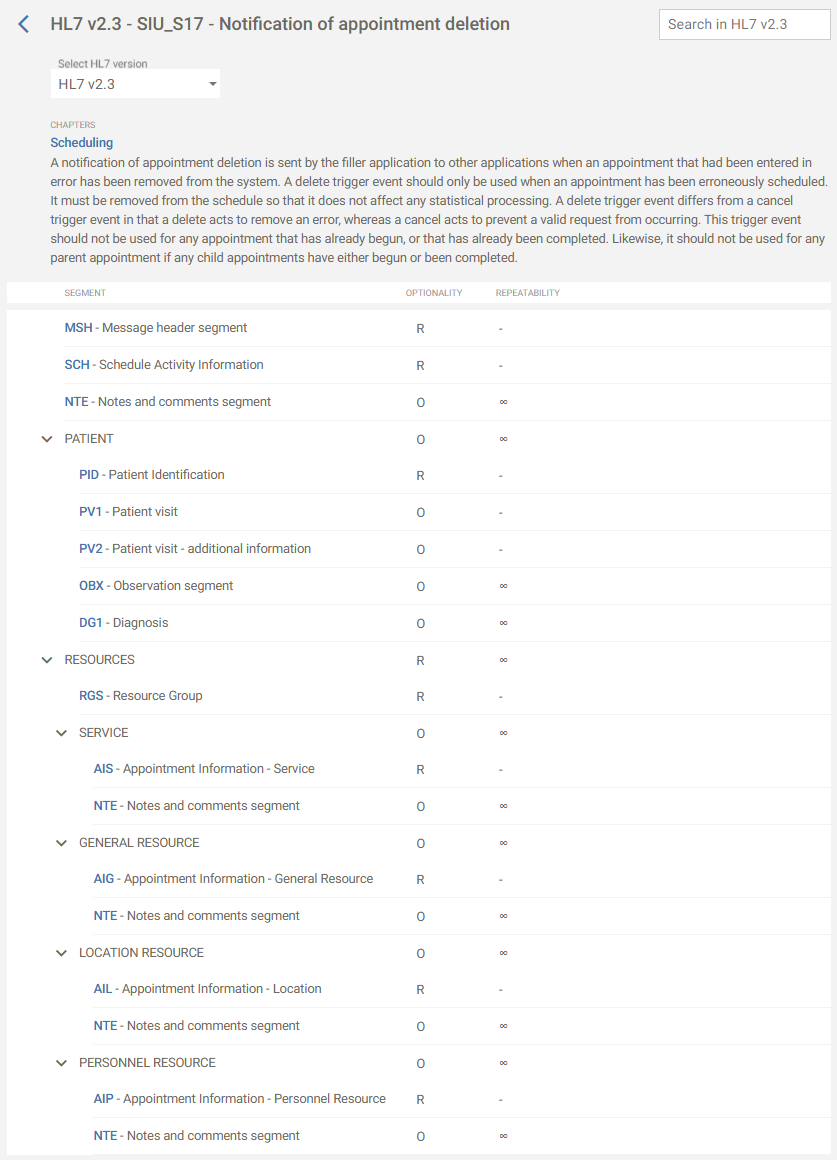 HL7 v2.3 - SIU_S17 - Notification of appointment deletion
Search in HL7 v2.3
Select HL7 version
HL7 v2.3
CHAPTERS
Scheduling
A notification of appointment deletion is sent by the filler application to other applications when an appointment that had been entered in
error has been removed from the system. A delete trigger event should only be used when an appointment has been erroneously scheduled.
It must be removed from the schedule so that it does not affect any statistical processing. A delete trigger event differs from a cancel
trigger event in that a delete acts to remove an error, whereas a cancel acts to prevent a valid request from occurring. This trigger event
should not be used for any appointment that has already begun, or that has already been completed. Likewise, it should not be used for any
parent appointment if any child appointments have either begun or been completed.
SEGMENT OPTIONALITY REPEATABILITY
MSH - Message header segment R -
SCH - Schedule Activity Information R -
NTE - Notes and comments segment O ∞
PATIENT O ∞
PID - Patient Identification R -
PV1 - Patient visit O -
PV2 - Patient visit - additional information O -
OBX - Observation segment O ∞
DG1 - Diagnosis O ∞
RESOURCES R ∞
RGS - Resource Group R -
SERVICE O ∞
AIS - Appointment Information - Service R -
NTE - Notes and comments segment O ∞
GENERAL RESOURCE O ∞
AIG - Appointment Information - General Resource R -
NTE - Notes and comments segment O ∞
LOCATION RESOURCE O ∞
AIL - Appointment Information - Location R -
NTE - Notes and comments segment O ∞
PERSONNEL RESOURCE O ∞
AIP - Appointment Information - Personnel Resource R -
NTE - Notes and comments segment O ∞